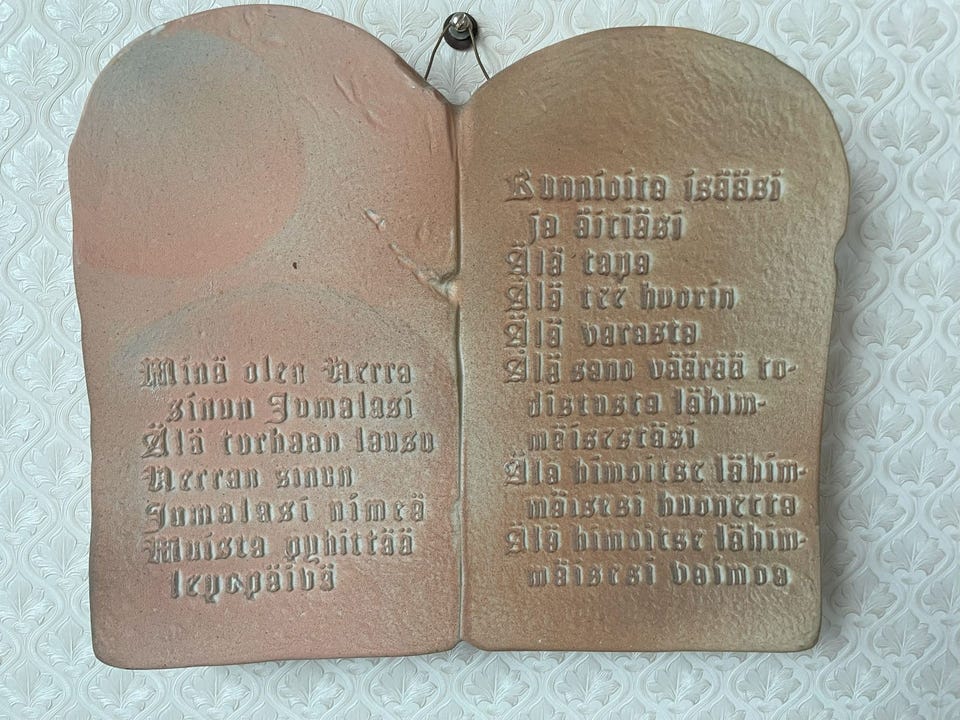 Minä olen Herra
sinun Jumalasi
Älä turhaan lausu
Herran sinun
Jumalasi nimeä
Muista pyhittää
lepopäivä
Kunnioita isääsi
ja äitiäsi
Älä tapa
Älä tee huorin
Älä varasta
Älä sano väärää to-
distusta lähim-
mäisestäsi
Älä himoitse lähim-
mäisesi huonetta
Älä himoitse lähim-
mäisesi vaimoa